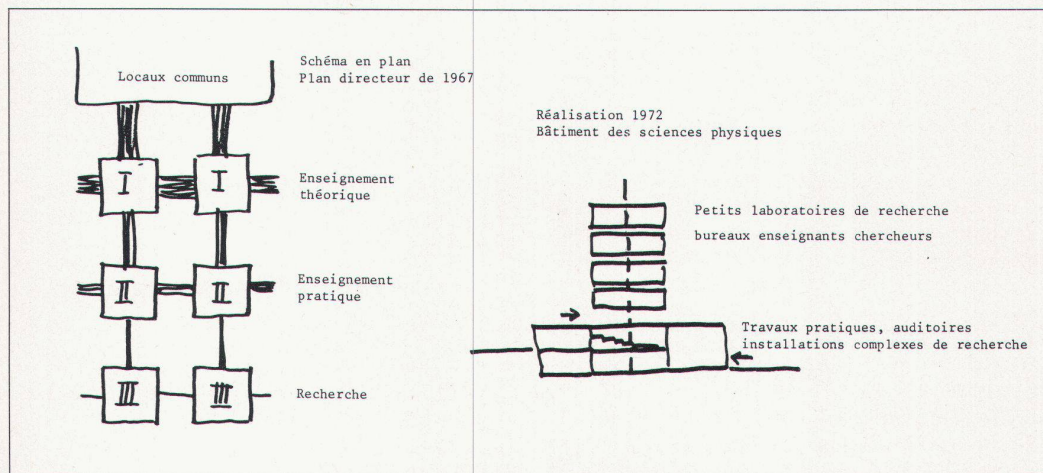 Schéma en plan
Plan directeur de 1967
Locaux communs
I
I
Enseignement
théorique
II
II
Enseignement
pratique
III
III
Recherche
Réalisation 1972
Bâtiment des sciences physiques
Petits laboratoires de recherche
bureaux enseignants chercheurs
Travaux pratiques, auditoires
installations complexes de recherche